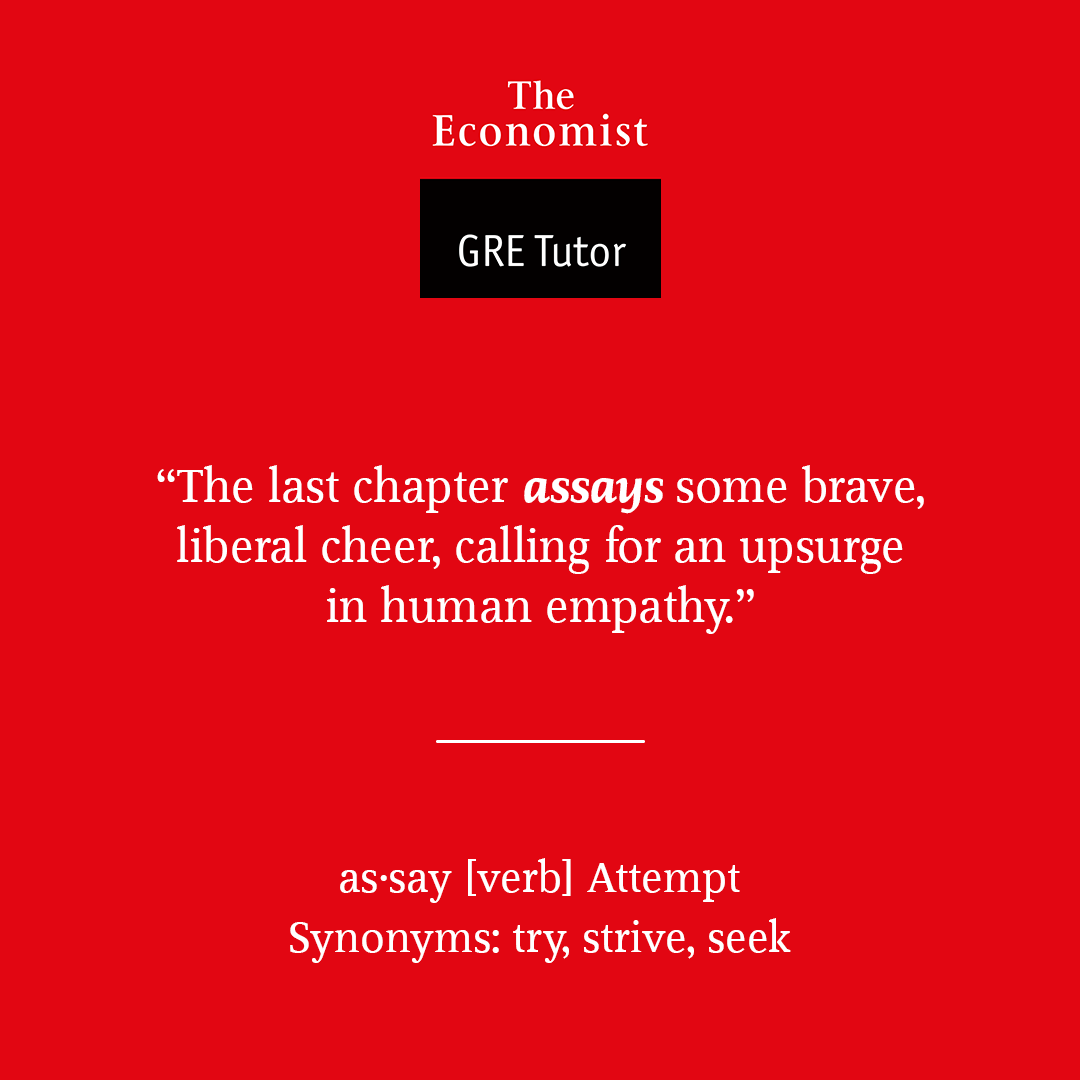 The
Economist
GRE Tutor
“The last chapter assays some brave,
liberal cheer, calling for an upsurge
in human empathy.”
as·say [verb] Attempt
Synonyms: try, strive, seek